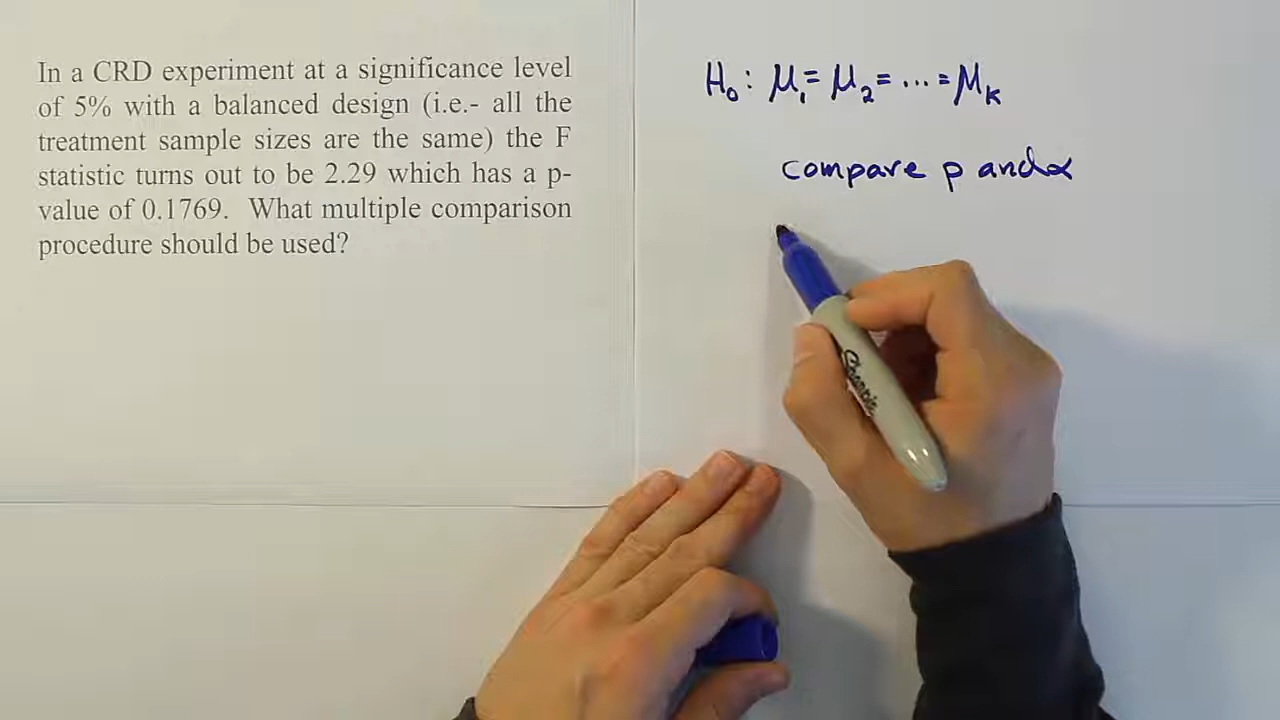 In a CRD experiment at a significance level
of 5% with a balanced design (i.e.- all the
treatment sample sizes are the same) the F
statistic turns out to be 2.29 which has a p-
value of 0.1769. What multiple comparison
procedure should be used?
H₀: μ₁ = μ₂ = ... = μₖ
compare p and α
Sharpie